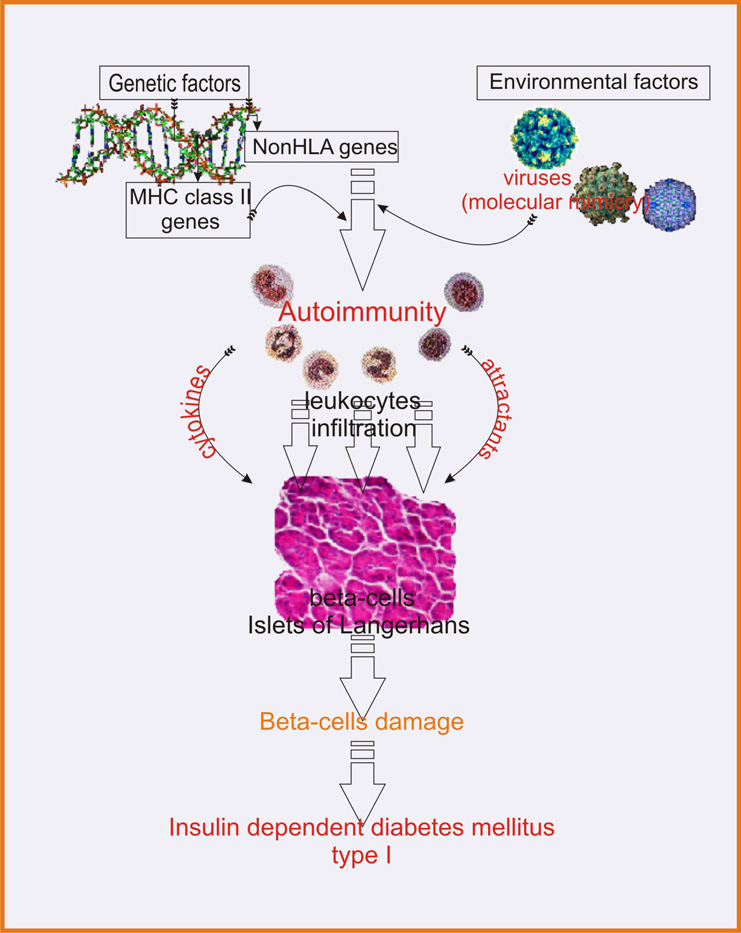 Genetic factors
Environmental factors
NonHLA genes
viruses
(molecular mimicry)
MHC class II
genes
Autoimmunity
cytokines
attractants
leukocytes
infiltration
beta-cells
Islets of Langerhans
Beta-cells damage
Insulin dependent diabetes mellitus
type I